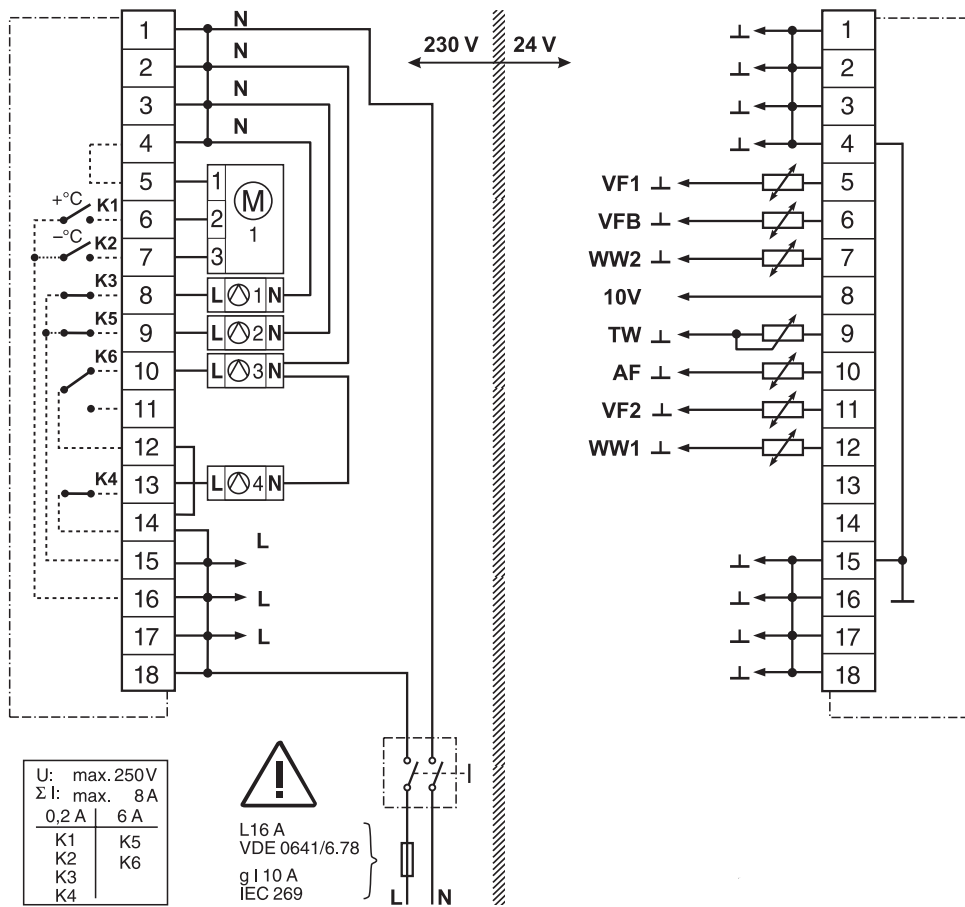 N
1
2
N
3
N
4
N
5
1
+°C
K1
6
2
M
1
−°C
K2
7
3
K3
8
L
1
N
K5
9
L
2
N
K6
10
L
3
N
11
12
K4
13
L
4
N
14
L
15
16
L
17
L
18
230 V
24 V
⊥
1
⊥
2
⊥
3
⊥
4
VF1 ⊥
5
VFB ⊥
6
WW2 ⊥
7
10V
8
TW ⊥
9
AF ⊥
10
VF2 ⊥
11
WW1 ⊥
12
13
14
⊥
15
⊥
16
⊥
17
⊥
18
U: max. 250 V
Σ I: max. 8 A
0,2 A 6 A
K1 K5
K2 K6
K3
K4
!
L16 A
VDE 0641/6.78
g I 10 A
IEC 269
L
N